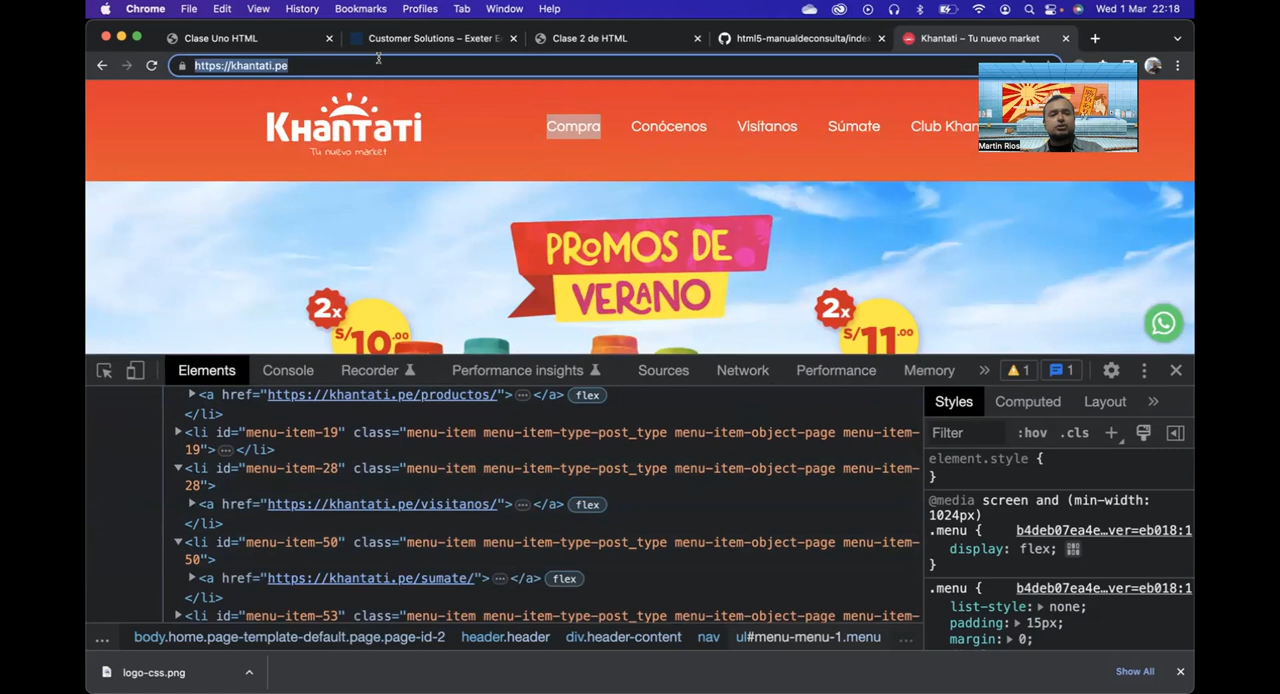 Chrome File Edit View History Bookmarks Profiles Tab Window Help Wed 1 Mar 22:18
Clase Uno HTML Customer Solutions – Exeter E Clase 2 de HTML html5-manualdeconsulta/index Khantati – Tu nuevo market
https://khantati.pe
Khantati
Tu nuevo market
Compra Conócenos Visítanos Súmate Club Khan
Martin Rios
PROMOS DE
VERANO
2x
S/10.00
2x
S/11.00
Elements Console Recorder Performance insights Sources Network Performance Memory » 1 1
<a href="https://khantati.pe/productos/">…</a> flex
</li>
<li id="menu-item-19" class="menu-item menu-item-type-post_type menu-item-object-page menu-item-
19">…</li>
<li id="menu-item-28" class="menu-item menu-item-type-post_type menu-item-object-page menu-item-
28">
<a href="https://khantati.pe/visitanos/">…</a> flex
</li>
<li id="menu-item-50" class="menu-item menu-item-type-post_type menu-item-object-page menu-item-
50">
<a href="https://khantati.pe/sumate/">…</a> flex
</li>
<li id="menu-item-53" class="menu-item menu-item-type-post_type menu-item-object-page menu-item-
... body.home.page-template-default.page.page-id-2 header.header div.header-content nav ul#menu-menu-1.menu ...
Styles Computed Layout »
Filter :hov .cls +
element.style {
}
@media screen and (min-width:
1024px)
.menu { b4deb07ea4e…ver=eb018:1
display: flex;
}
.menu { b4deb07ea4e…ver=eb018:1
list-style: none;
padding: 15px;
margin: 0;
logo-css.png Show All